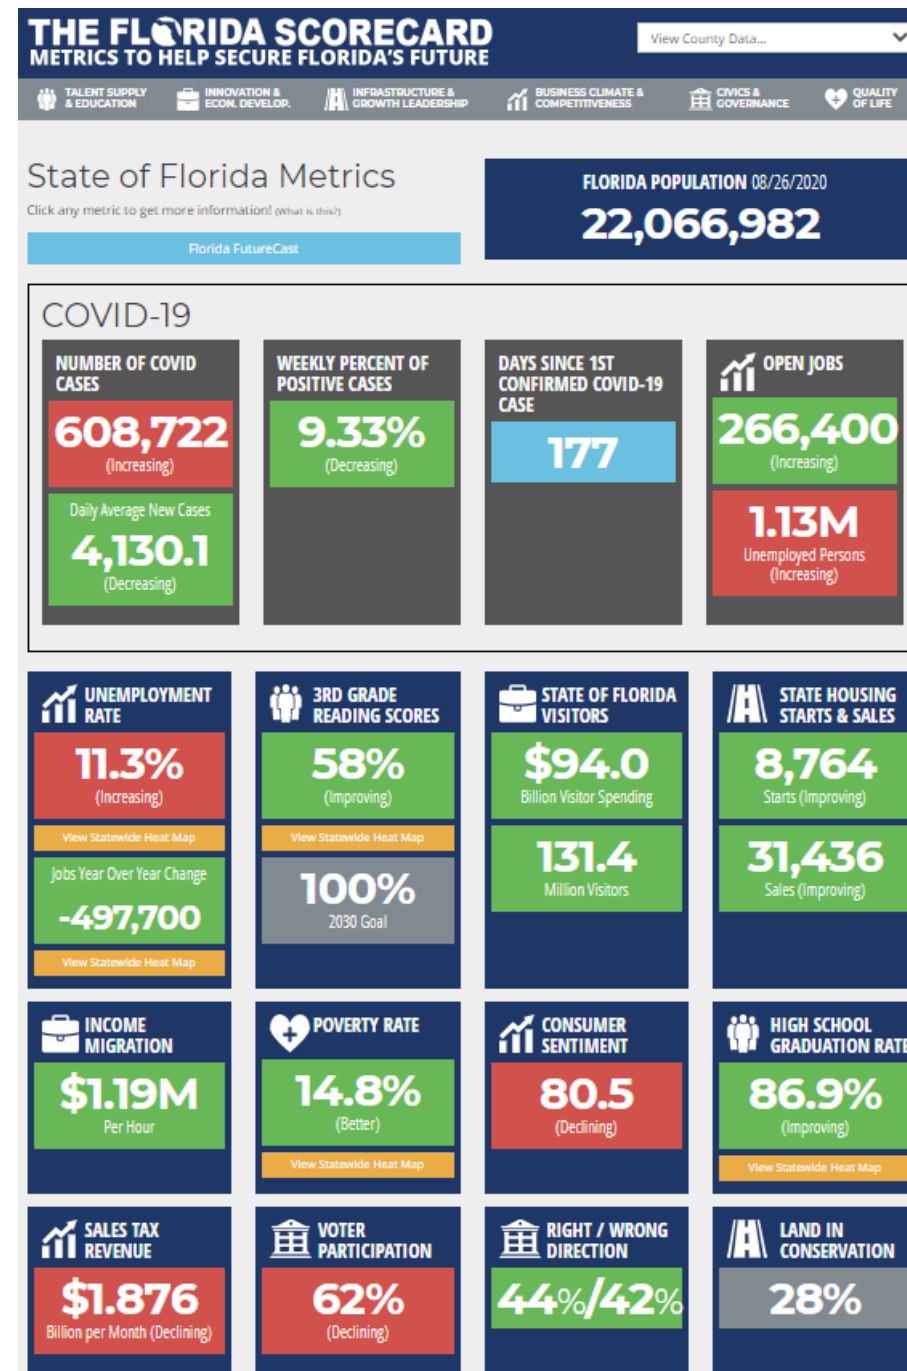 THE FLORIDA SCORECARD
METRICS TO HELP SECURE FLORIDA'S FUTURE
View County Data...
TALENT SUPPLY
& EDUCATION
INNOVATION &
ECON. DEVELOP.
INFRASTRUCTURE &
GROWTH LEADERSHIP
BUSINESS CLIMATE &
COMPETITIVENESS
CIVICS &
GOVERNANCE
QUALITY
OF LIFE
State of Florida Metrics
Click any metric to get more information! (What is this?)
Florida FutureCast
FLORIDA POPULATION 08/26/2020
22,066,982
COVID-19
NUMBER OF COVID
CASES
608,722
(Increasing)
Daily Average New Cases
4,130.1
(Decreasing)
WEEKLY PERCENT OF
POSITIVE CASES
9.33%
(Decreasing)
DAYS SINCE 1ST
CONFIRMED COVID-19
CASE
177
OPEN JOBS
266,400
(Increasing)
1.13M
Unemployed Persons
(Increasing)
UNEMPLOYMENT
RATE
11.3%
(Increasing)
View Statewide Heat Map
Jobs Year Over Year Change
-497,700
View Statewide Heat Map
3RD GRADE
READING SCORES
58%
(Improving)
View Statewide Heat Map
100%
2030 Goal
STATE OF FLORIDA
VISITORS
$94.0
Billion Visitor Spending
131.4
Million Visitors
STATE HOUSING
STARTS & SALES
8,764
Starts (Improving)
31,436
Sales (Improving)
INCOME
MIGRATION
$1.19M
Per Hour
POVERTY RATE
14.8%
(Better)
View Statewide Heat Map
CONSUMER
SENTIMENT
80.5
(Declining)
HIGH SCHOOL
GRADUATION RATE
86.9%
(Improving)
View Statewide Heat Map
SALES TAX
REVENUE
$1.876
Billion per Month (Declining)
VOTER
PARTICIPATION
62%
(Declining)
RIGHT / WRONG
DIRECTION
44%/42%
LAND IN
CONSERVATION
28%